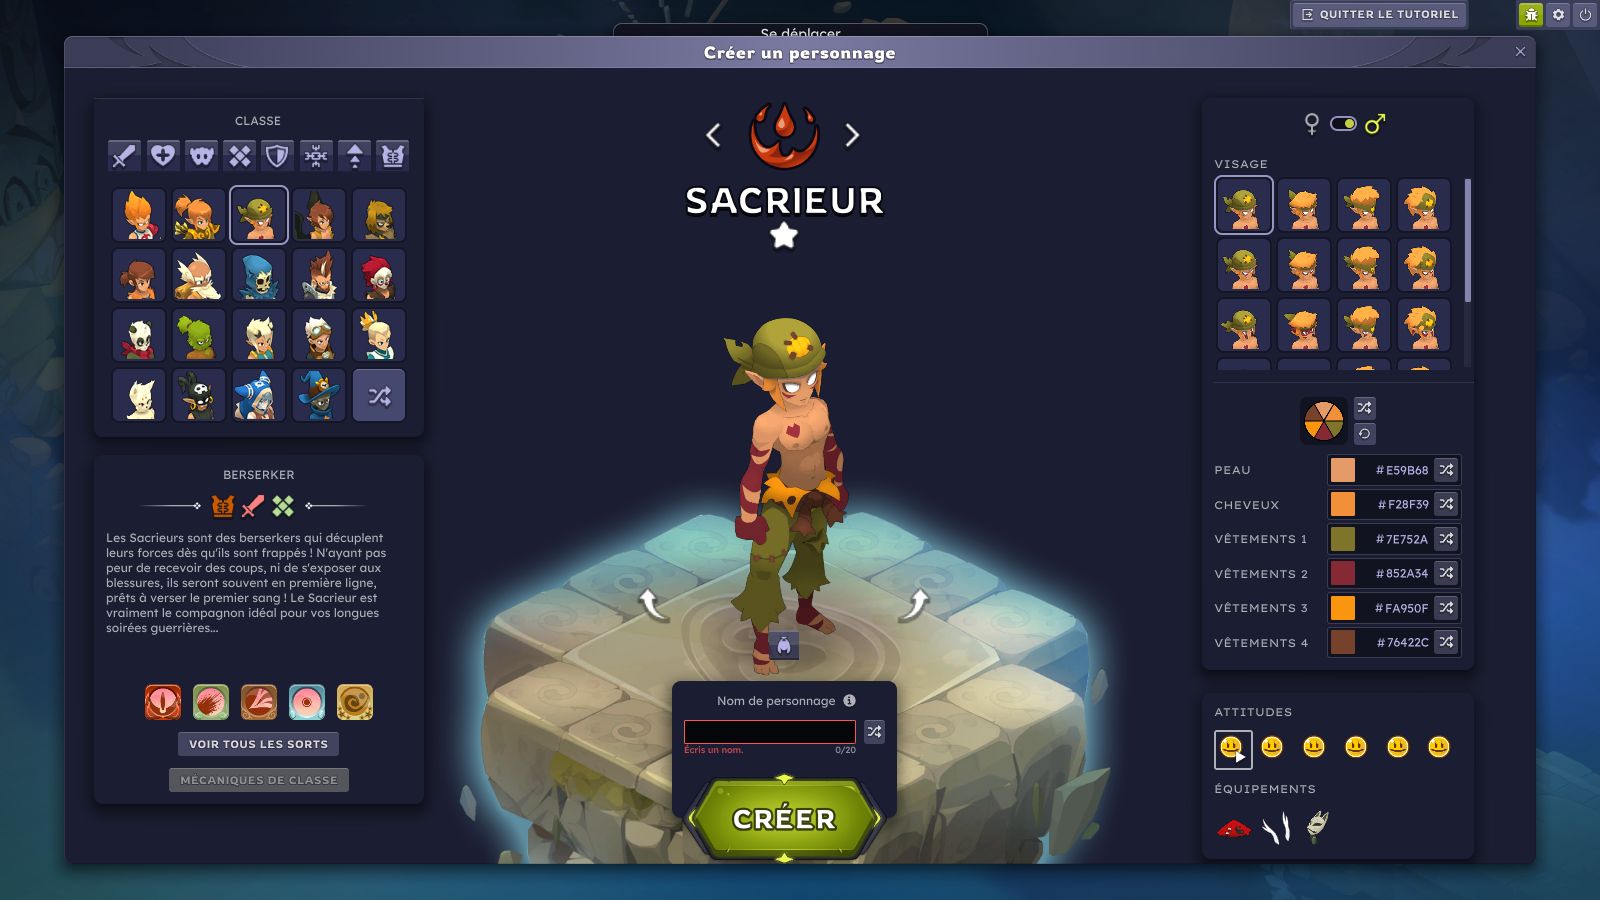 QUITTER LE TUTORIEL
Se déplacer
Créer un personnage
CLASSE
SACRIEUR
VISAGE
BERSERKER
Les Sacrieurs sont des berserkers qui décuplent
leurs forces dès qu'ils sont frappés ! N'ayant pas
peur de recevoir des coups, ni de s'exposer aux
blessures, ils seront souvent en première ligne,
prêts à verser le premier sang ! Le Sacrieur est
vraiment le compagnon idéal pour vos longues
soirées guerrières...
VOIR TOUS LES SORTS
MÉCANIQUES DE CLASSE
Nom de personnage
Écris un nom.
0/20
CRÉER
PEAU #E59B68
CHEVEUX #F28F39
VÊTEMENTS 1 #7E752A
VÊTEMENTS 2 #852A34
VÊTEMENTS 3 #FA950F
VÊTEMENTS 4 #76422C
ATTITUDES
ÉQUIPEMENTS